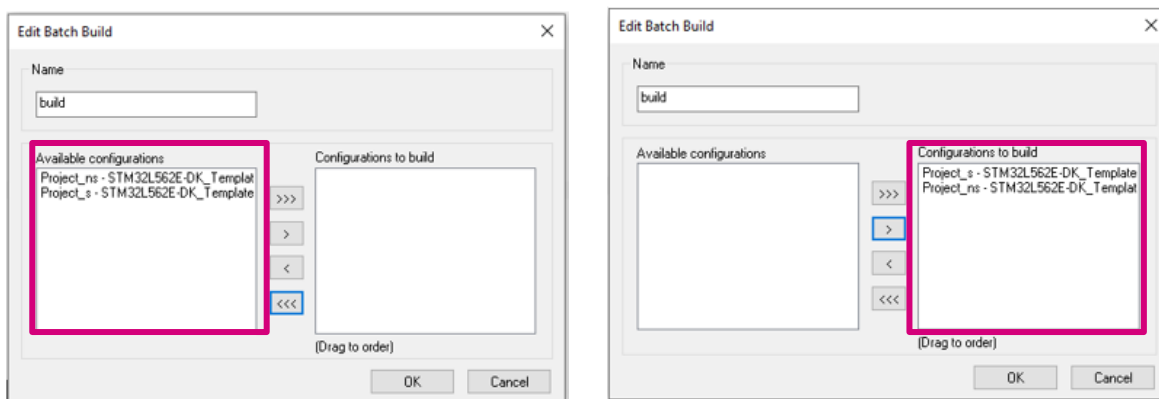 Edit Batch Build
Name
build
Available configurations
Project_ns - STM32L562E-DK_Templat
Project_s - STM32L562E-DK_Template
>>>
>
<
<<<
Configurations to build
(Drag to order)
OK
Cancel
Edit Batch Build
Name
build
Available configurations
>>>
>
<
<<<
Configurations to build
Project_s - STM32L562E-DK_Template
Project_ns - STM32L562E-DK_Templat
(Drag to order)
OK
Cancel